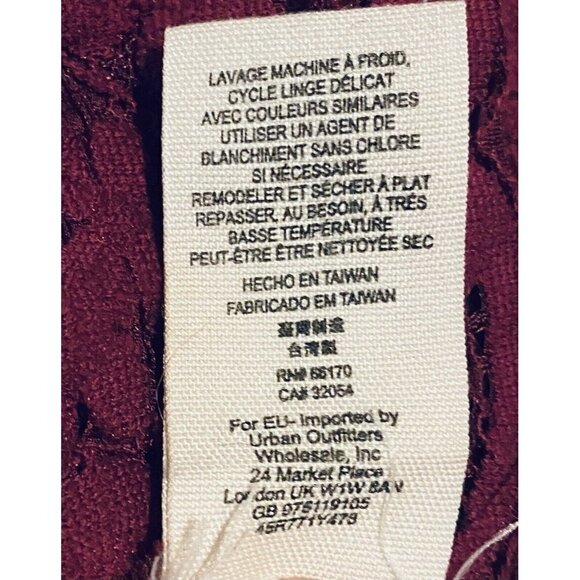 LAVAGE MACHINE À FROID,
CYCLE LINGE DÉLICAT
AVEC COULEURS SIMILAIRES
UTILISER UN AGENT DE
BLANCHIMENT SANS CHLORE
SI NÉCESSAIRE
REMODELER ET SÉCHER À PLAT
REPASSER, AU BESOIN, À TRÈS
BASSE TEMPÉRATURE
PEUT-ÊTRE ÊTRE NETTOYÉE SEC
HECHO EN TAIWAN
FABRICADO EM TAIWAN
臺灣制造
台湾製
RN# 66170
CA# 32054
For EU- Imported by
Urban Outfitters
Wholesale, Inc
24 Market Place
London UK W1W 8AW
GB 975119105
45R771Y479